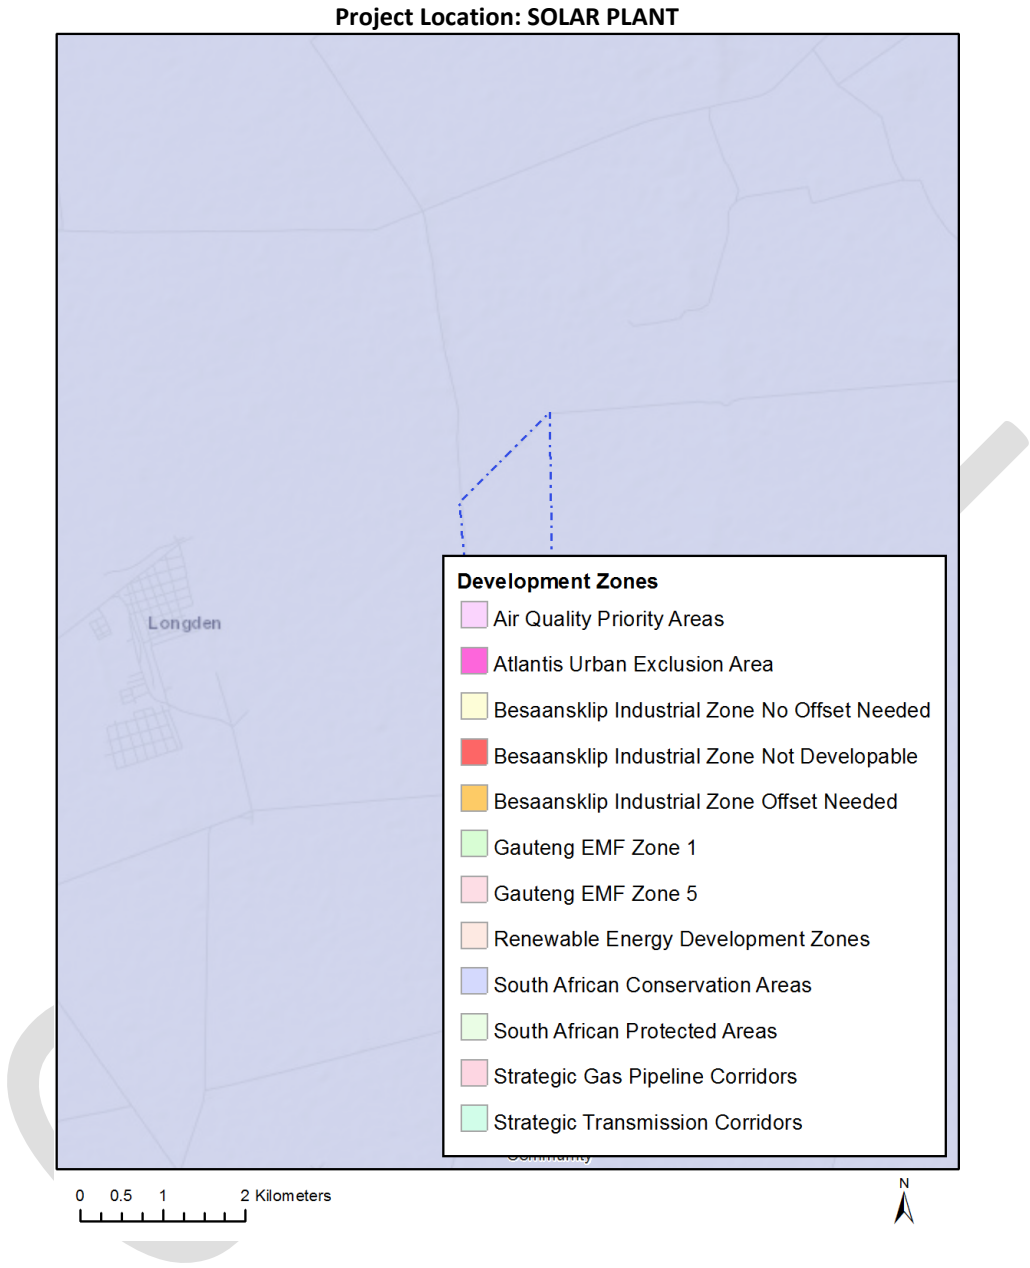 Project Location: SOLAR PLANT
Longden
Development Zones
Air Quality Priority Areas
Atlantis Urban Exclusion Area
Besaansklip Industrial Zone No Offset Needed
Besaansklip Industrial Zone Not Developable
Besaansklip Industrial Zone Offset Needed
Gauteng EMF Zone 1
Gauteng EMF Zone 5
Renewable Energy Development Zones
South African Conservation Areas
South African Protected Areas
Strategic Gas Pipeline Corridors
Strategic Transmission Corridors
Community
0 0.5 1 2 Kilometers
N